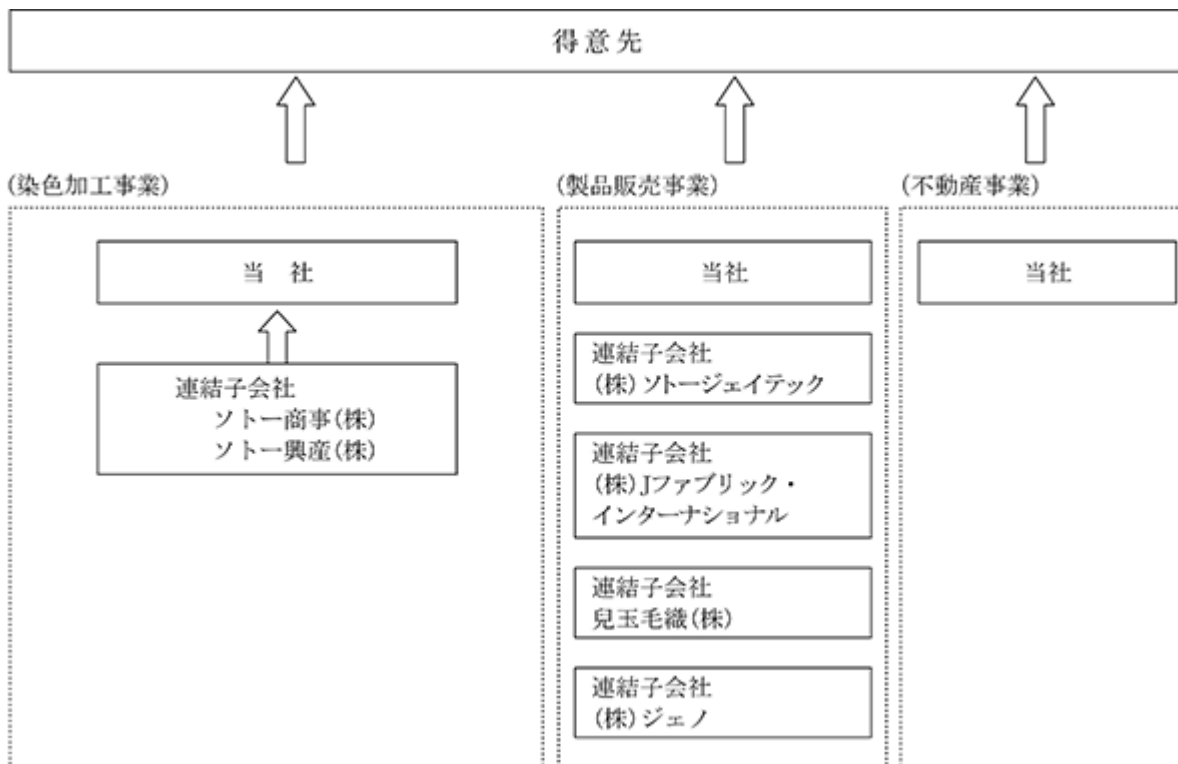 得意先
(染色加工事業)
(製品販売事業)
(不動産事業)
当 社
連結子会社
ソトー商事(株)
ソトー興産(株)
当社
連結子会社
(株)ソトージェイテック
連結子会社
(株)Jファブリック・
インターナショナル
連結子会社
兒玉毛織(株)
連結子会社
(株)ジェノ
当社